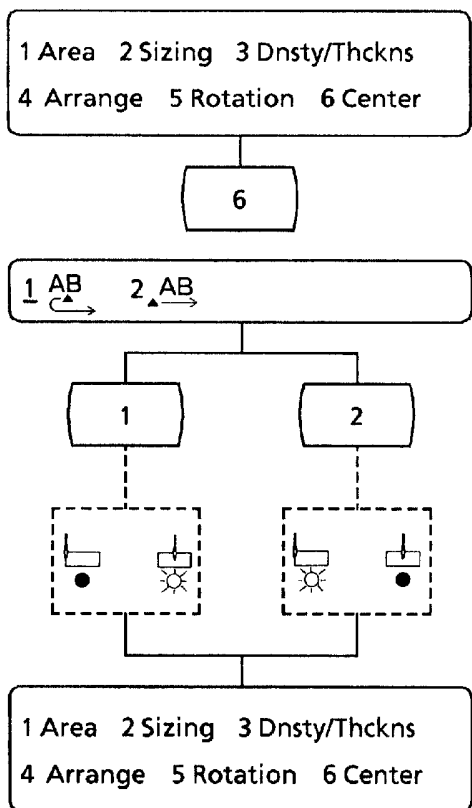 1 Area 2 Sizing 3 Dnsty/Thckns
4 Arrange 5 Rotation 6 Center
6
1 AB 2 AB
1 2
1 Area 2 Sizing 3 Dnsty/Thckns
4 Arrange 5 Rotation 6 Center